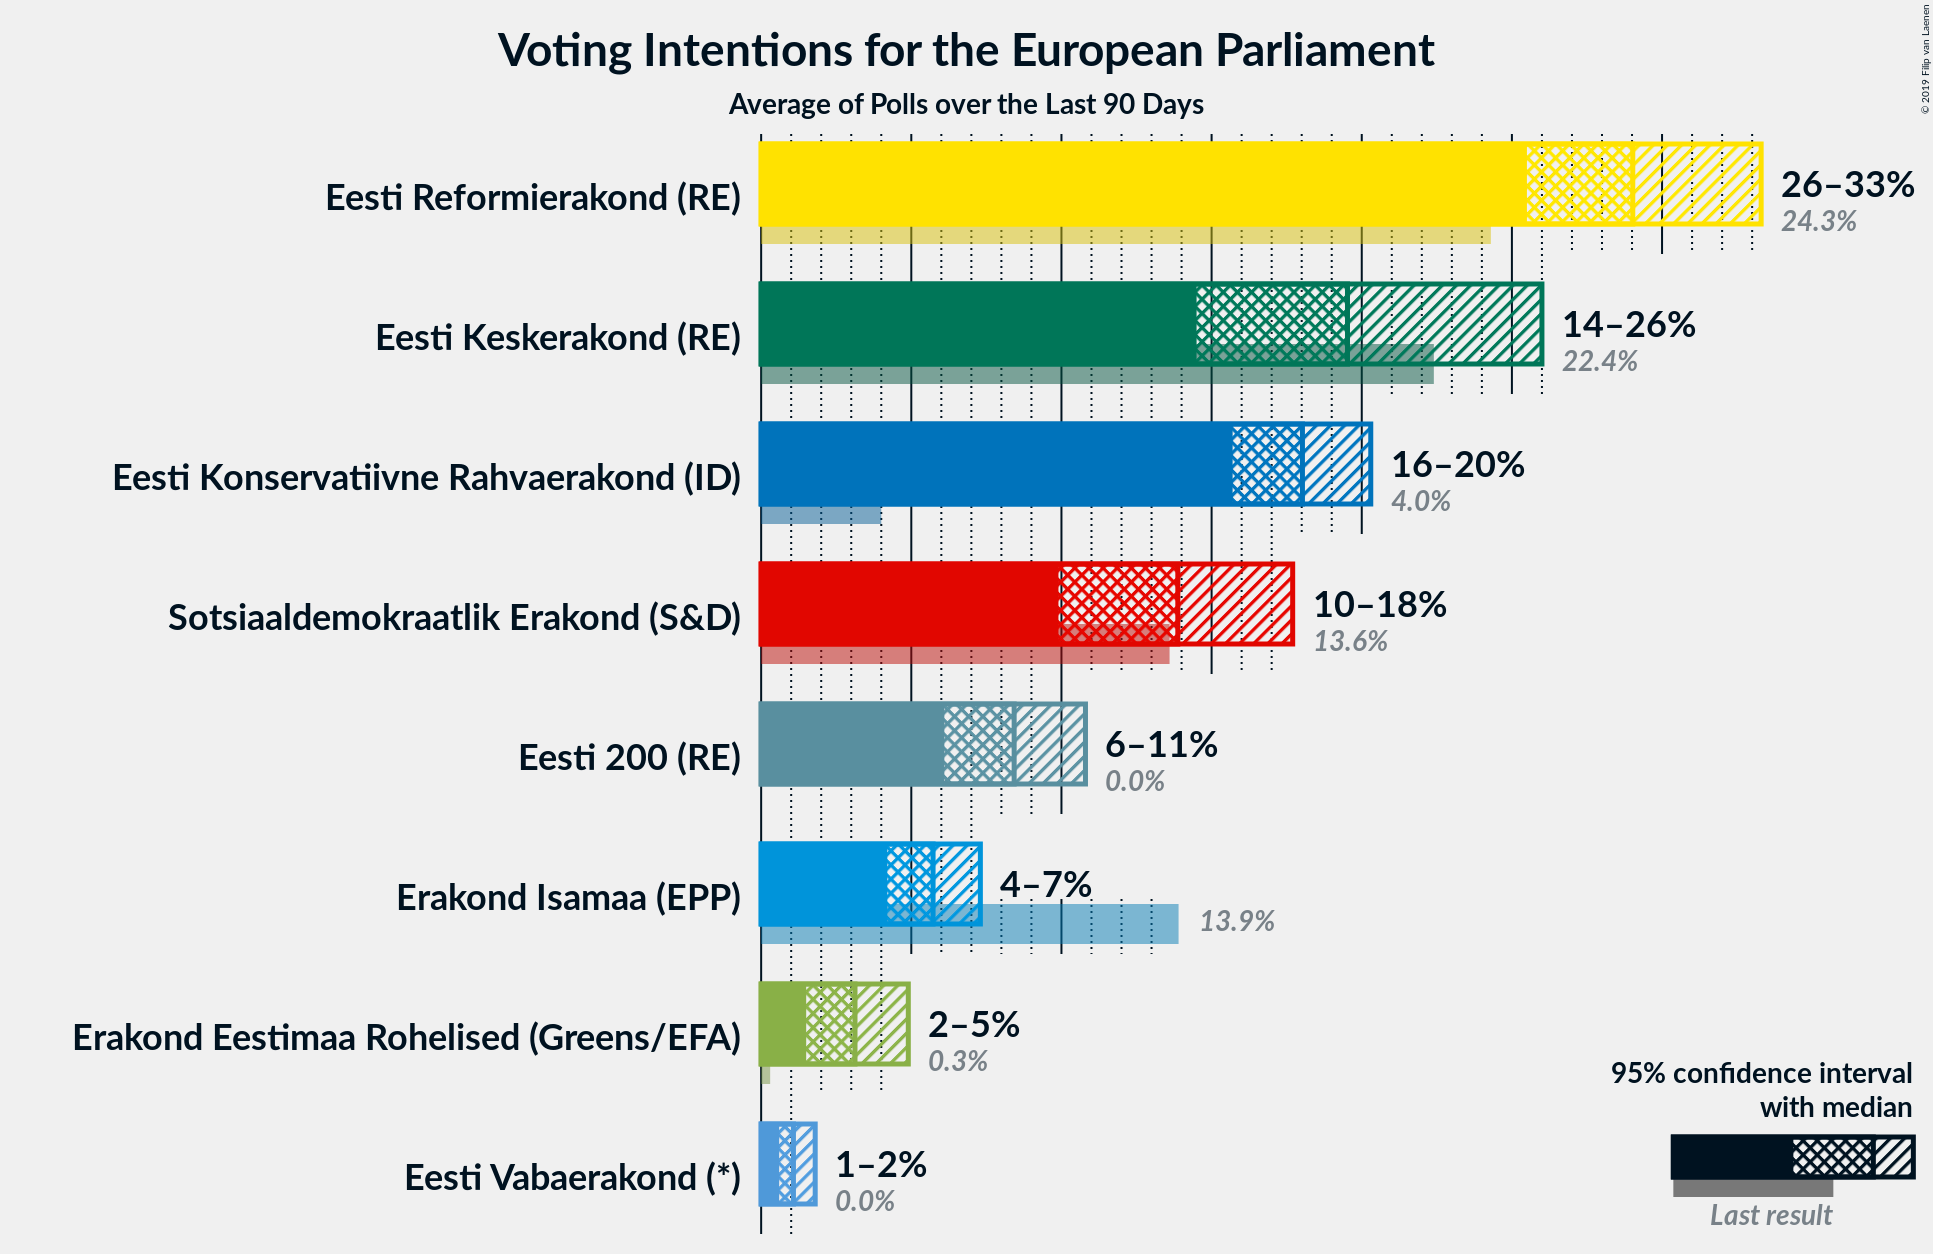 Voting Intentions for the European Parliament
Average of Polls over the Last 90 Days
© 2019 Filip van Laenen
Eesti Reformierakond (RE)
26–33%
24.3%
Eesti Keskerakond (RE)
14–26%
22.4%
Eesti Konservatiivne Rahvaerakond (ID)
16–20%
4.0%
Sotsiaaldemokraatlik Erakond (S&D)
10–18%
13.6%
Eesti 200 (RE)
6–11%
0.0%
Erakond Isamaa (EPP)
4–7%
13.9%
Erakond Eestimaa Rohelised (Greens/EFA)
2–5%
0.3%
Eesti Vabaerakond (*)
1–2%
0.0%
95% confidence interval
with median
Last result